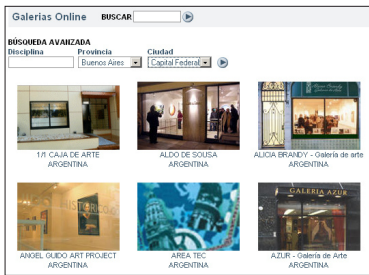 Galerias Online BUSCAR
BÚSQUEDA AVANZADA
Disciplina Provincia Ciudad
Buenos Aires Capital Federal
1/1 CAJA DE ARTE
ARGENTINA
ALDO DE SOUSA
ARGENTINA
ALICIA BRANDY - Galería de arte
ARGENTINA
HISTORICO
GALERIA AZUR
ANGEL GUIDO ART PROJECT
ARGENTINA
AREA TEC
ARGENTINA
AZUR - Galería de Arte
ARGENTINA